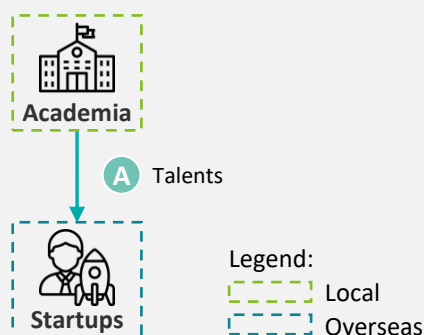 Academia
A Talents
Startups
Legend:
Local
Overseas